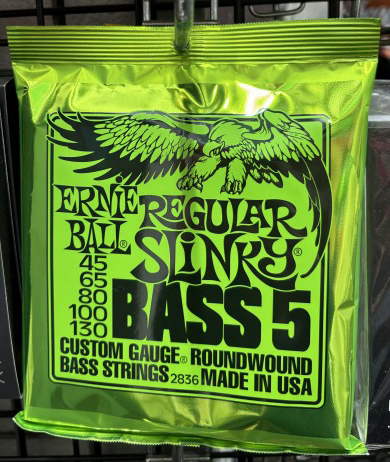 ERNIE BALL®
REGULAR
SLINKY®
45
65
80
100
130
BASS 5
CUSTOM GAUGE® ROUNDWOUND
BASS STRINGS 2836 MADE IN USA